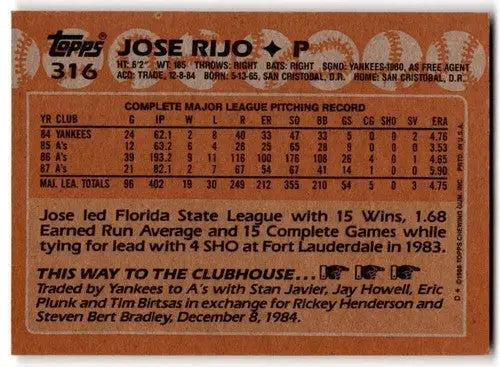 Topps JOSE RIJO ✦ P
316 HT: 6'2" WT: 185 THROWS: RIGHT BATS: RIGHT SGND: YANKEES-1980, AS FREE AGENT
ACQ: TRADE, 12-8-84 BORN: 5-13-65, SAN CRISTOBAL, D.R. HOME: SAN CRISTOBAL, D.R.
COMPLETE MAJOR LEAGUE PITCHING RECORD
YR CLUB G IP W L R ER SO BB GS CG SHO SV ERA
84 YANKEES 24 62.1 2 8 40 33 47 33 5 0 0 2 4.76
85 A's 12 63.2 6 4 26 25 65 28 9 0 0 0 3.53
86 A's 39 193.2 9 11 116 100 176 108 26 4 0 1 4.65
87 A's 21 82.1 2 7 67 54 67 41 14 1 0 0 5.90
MAJ. LEA. TOTALS 96 402 19 30 249 212 355 210 54 5 0 3 4.75
Jose led Florida State League with 15 Wins, 1.68
Earned Run Average and 15 Complete Games while
tying for lead with 4 SHO at Fort Lauderdale in 1983.
THIS WAY TO THE CLUBHOUSE...
Traded by Yankees to A's with Stan Javier, Jay Howell, Eric
Plunk and Tim Birtsas in exchange for Rickey Henderson and
Steven Bert Bradley, December 8, 1984.
D* ©1988 TOPPS CHEWING GUM, INC. PRTD. IN U.S.A.